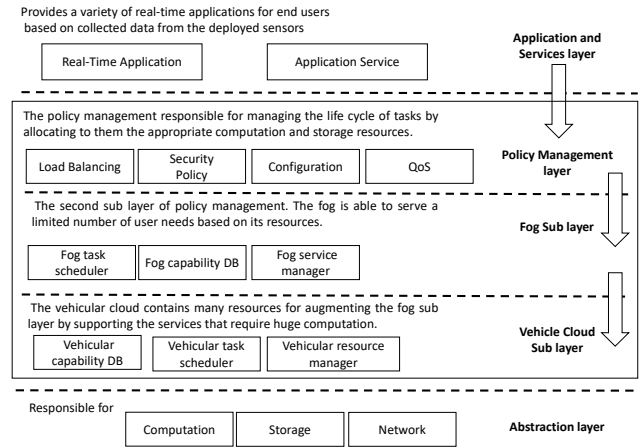 Provides a variety of real-time applications for end users
based on collected data from the deployed sensors
Application and
Services layer
Real-Time Application
Application Service
The policy management responsible for managing the life cycle of tasks by
allocating to them the appropriate computation and storage resources.
Policy Management
layer
Load Balancing
Security
Policy
Configuration
QoS
The second sub layer of policy management. The fog is able to serve a
limited number of user needs based on its resources.
Fog Sub layer
Fog task
scheduler
Fog capability DB
Fog service
manager
The vehicular cloud contains many resources for augmenting the fog sub
layer by supporting the services that require huge computation.
Vehicle Cloud
Sub layer
Vehicular
capability DB
Vehicular task
scheduler
Vehicular resource
manager
Responsible for
Computation
Storage
Network
Abstraction layer